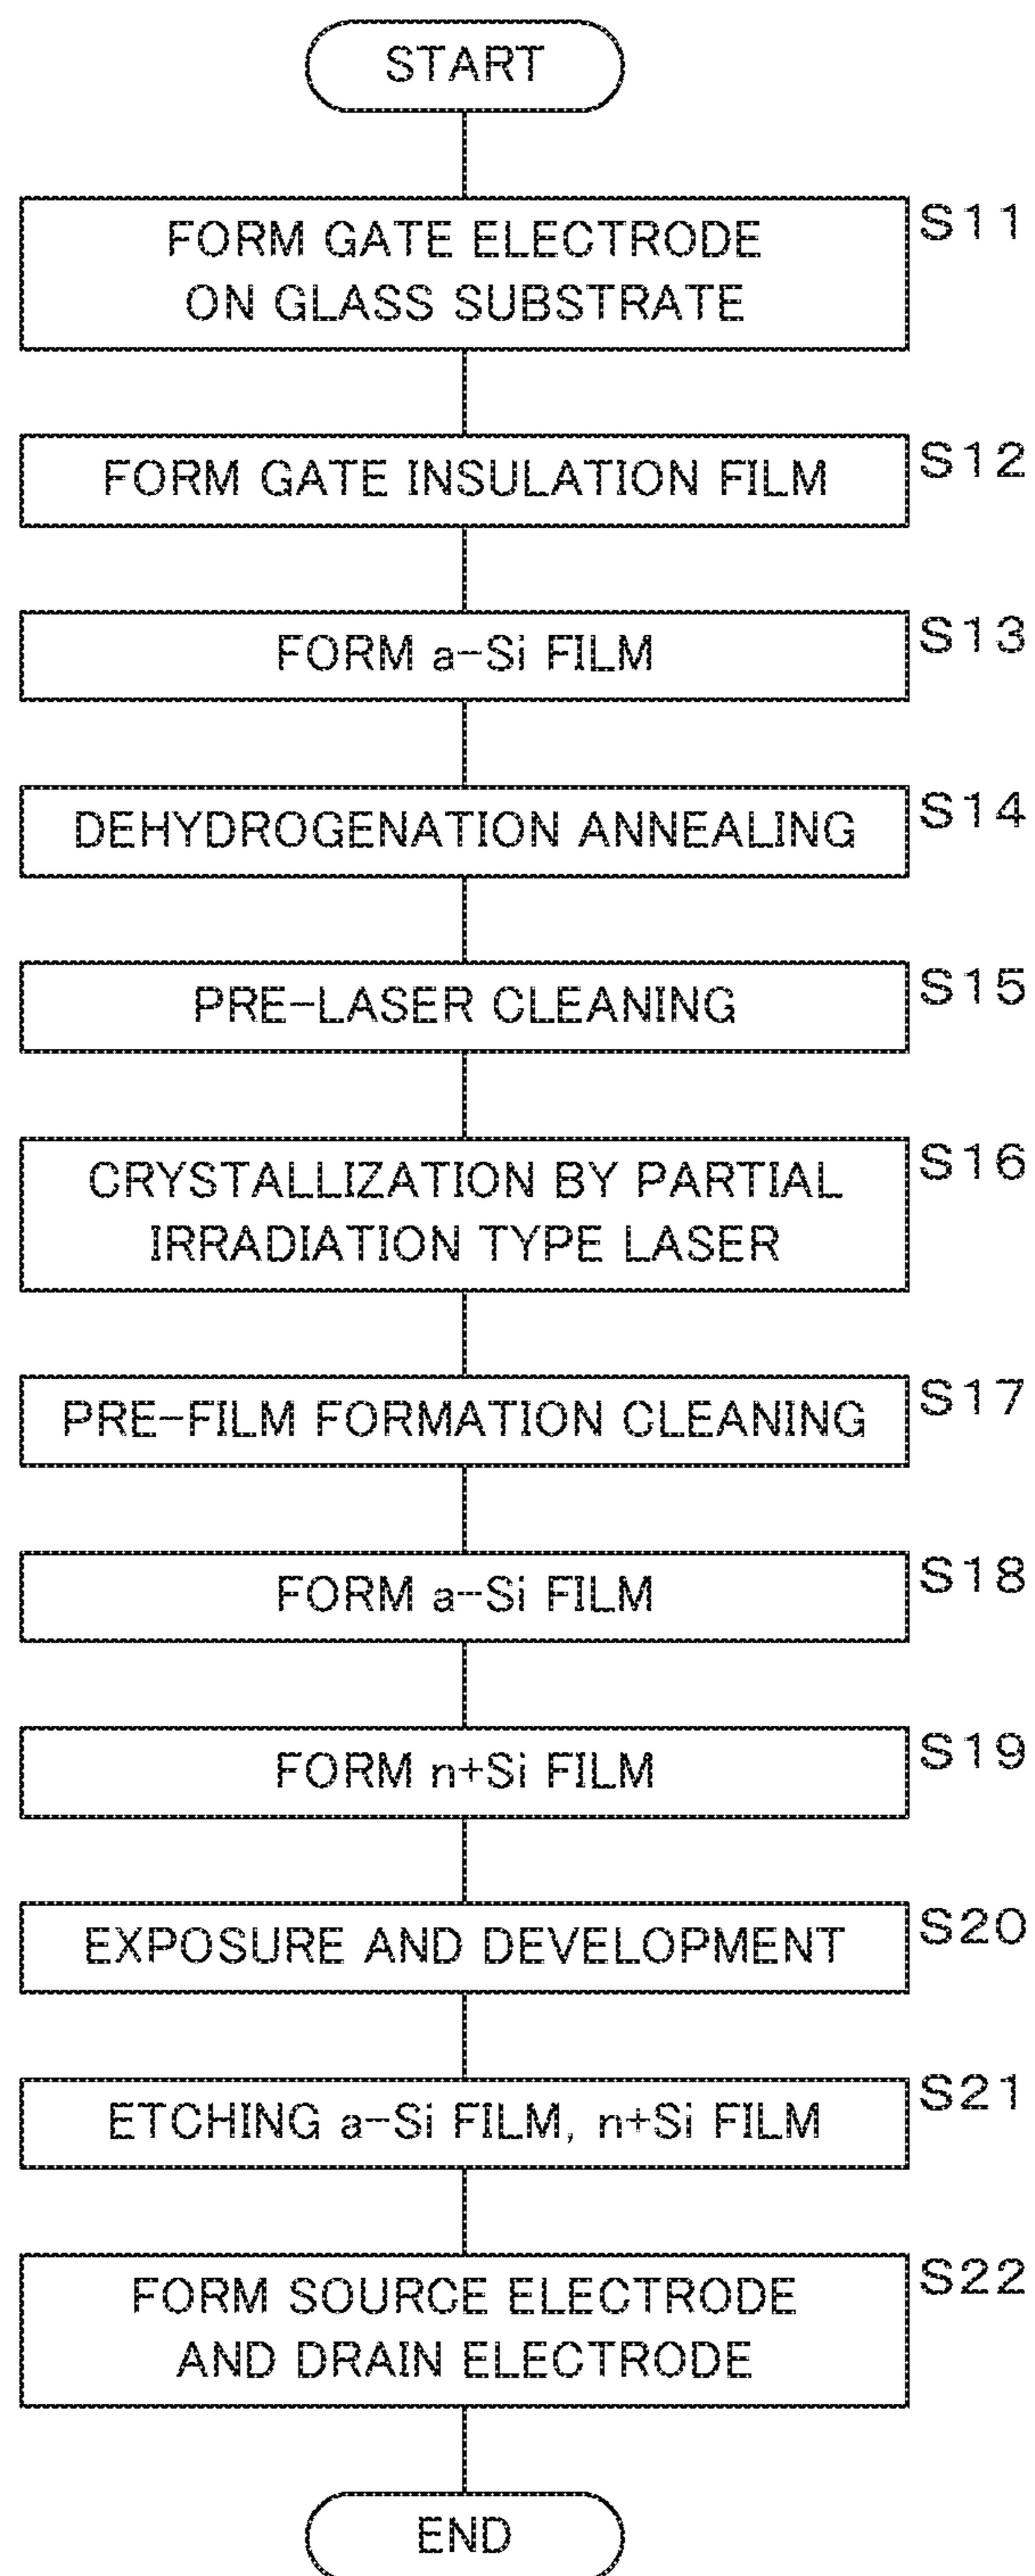 START
FORM GATE ELECTRODE
ON GLASS SUBSTRATE
S11
FORM GATE INSULATION FILM
S12
FORM a-Si FILM
S13
DEHYDROGENATION ANNEALING
S14
PRE-LASER CLEANING
S15
CRYSTALLIZATION BY PARTIAL
IRRADIATION TYPE LASER
S16
PRE-FILM FORMATION CLEANING
S17
FORM a-Si FILM
S18
FORM n+Si FILM
S19
EXPOSURE AND DEVELOPMENT
S20
ETCHING a-Si FILM, n+Si FILM
S21
FORM SOURCE ELECTRODE
AND DRAIN ELECTRODE
S22
END